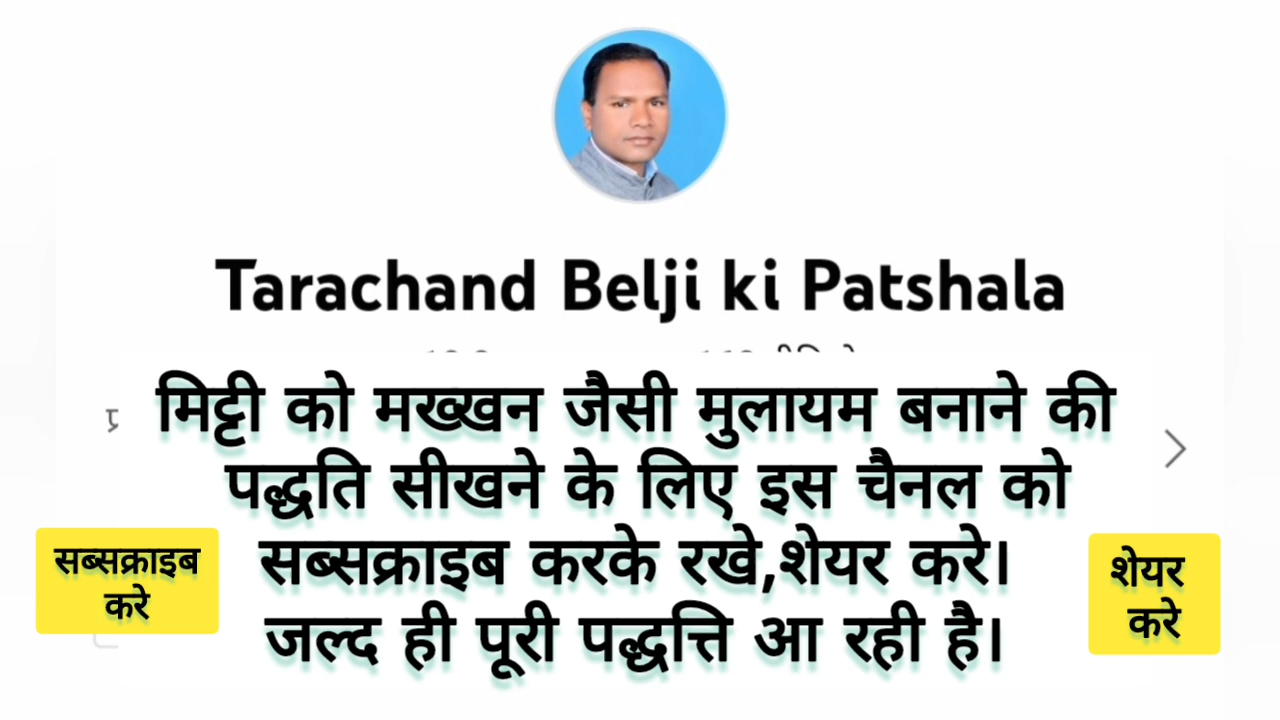 Tarachand Belji ki Patshala
मिट्टी को मख्खन जैसी मुलायम बनाने की
पद्धति सीखने के लिए इस चैनल को
सब्सक्राइब करके रखे,शेयर करे।
जल्द ही पूरी पद्धत्ति आ रही है।
सब्सक्राइब
करे
शेयर
करे